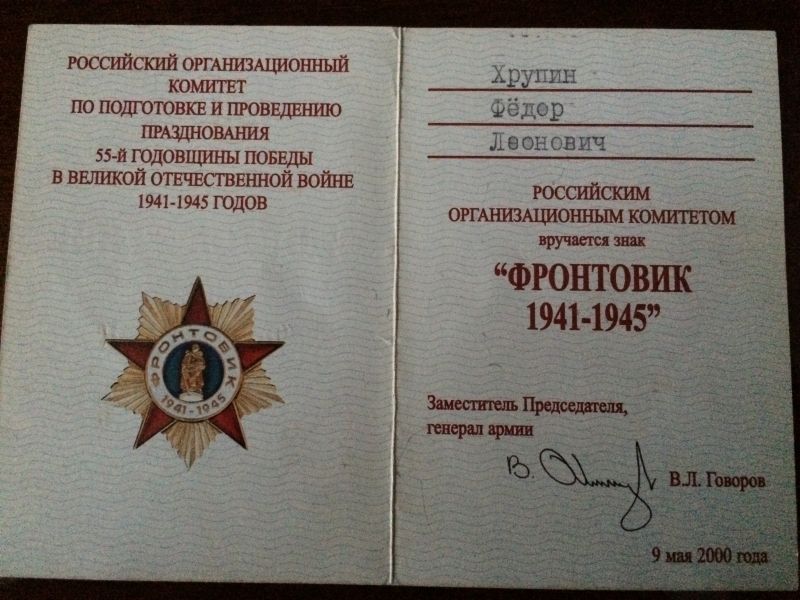 РОССИЙСКИЙ ОРГАНИЗАЦИОННЫЙ
КОМИТЕТ
ПО ПОДГОТОВКЕ И ПРОВЕДЕНИЮ
ПРАЗДНОВАНИЯ
55-й ГОДОВЩИНЫ ПОБЕДЫ
В ВЕЛИКОЙ ОТЕЧЕСТВЕННОЙ ВОЙНЕ
1941-1945 ГОДОВ
ФРОНТОВИК
1941-1945
Хрупин
Фёдор
Леонович
РОССИЙСКИМ
ОРГАНИЗАЦИОННЫМ КОМИТЕТОМ
вручается знак
“ФРОНТОВИК
1941-1945”
Заместитель Председателя,
генерал армии
В.Л. Говоров
9 мая 2000 года